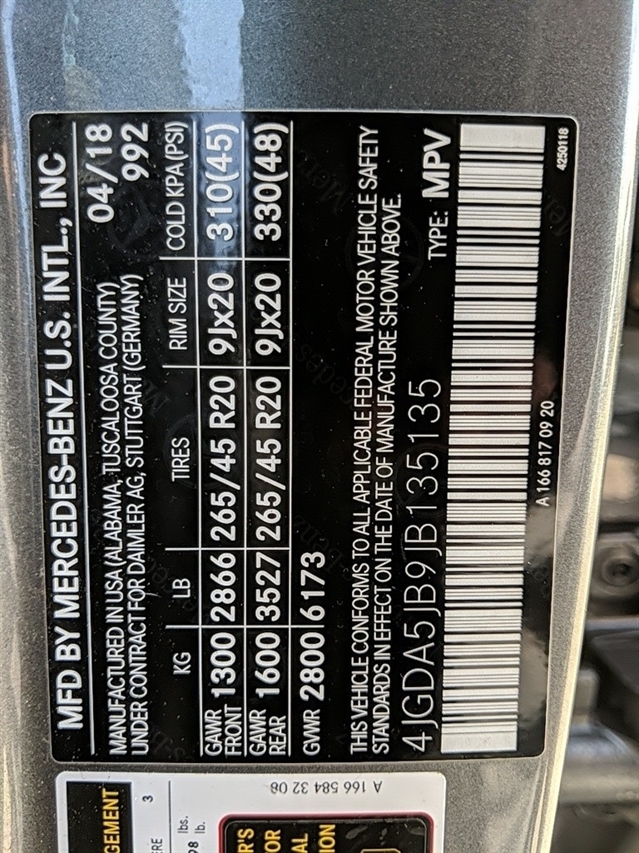 MFD BY MERCEDES-BENZ U.S. INTL., INC
MANUFACTURED IN USA (ALABAMA, TUSCALOOSA COUNTY) 04/18
UNDER CONTRACT FOR DAIMLER AG, STUTTGART (GERMANY) 992
KG LB TIRES RIM SIZE COLD KPA (PSI)
GAWR FRONT 1300 2866 265/45 R20 9Jx20 310(45)
GAWR REAR 1600 3527 265/45 R20 9Jx20 330(48)
GVWR 2800 6173
THIS VEHICLE CONFORMS TO ALL APPLICABLE FEDERAL MOTOR VEHICLE SAFETY
STANDARDS IN EFFECT ON THE DATE OF MANUFACTURE SHOWN ABOVE.
4JGDA5JB9JB135135 TYPE: MPV
A 166 817 09 20
4250118
A 166 584 32 08
3
lbs.
lb.